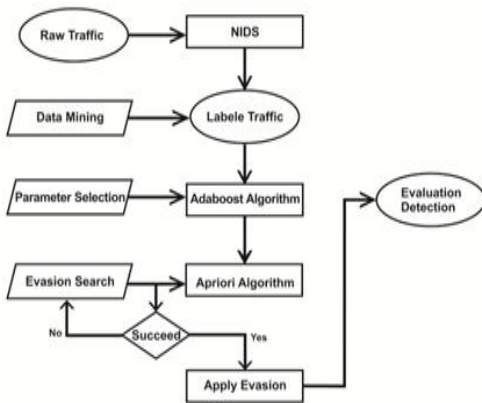 Raw Traffic
NIDS
Data Mining
Labele Traffic
Parameter Selection
Adaboost Algorithm
Evaluation
Detection
Evasion Search
Apriori Algorithm
No
Succeed
Yes
Apply Evasion